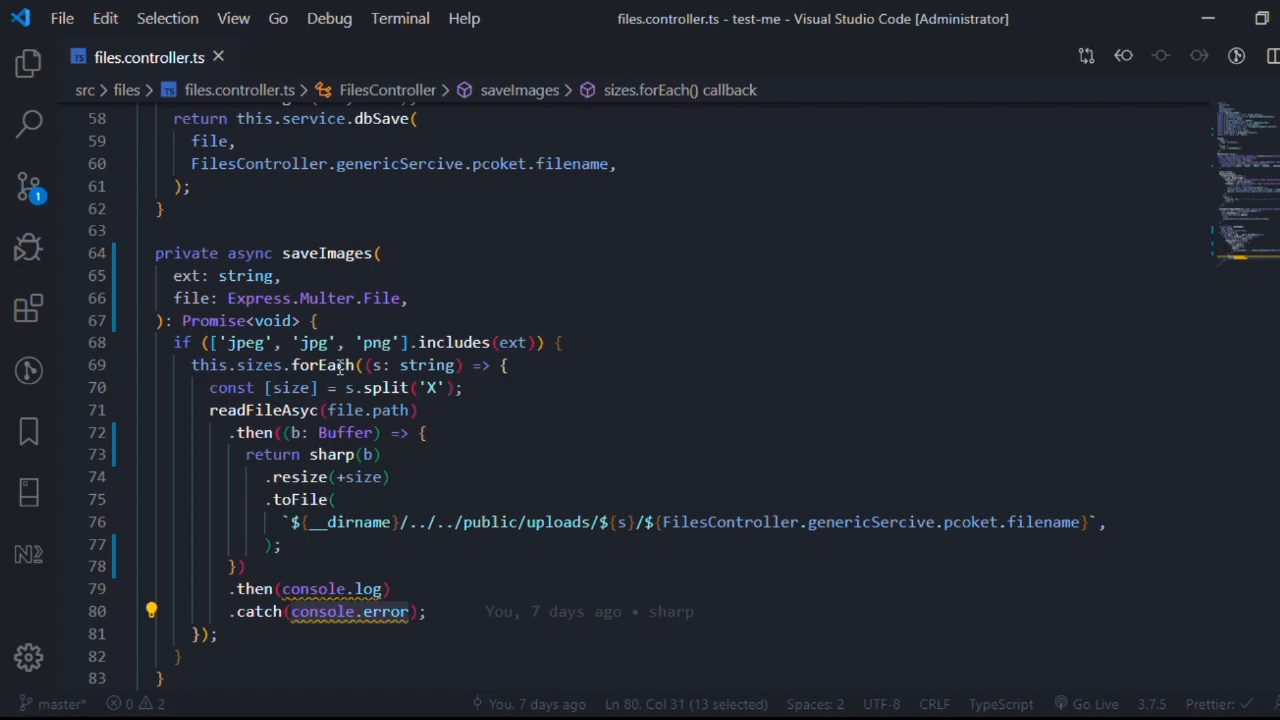 File Edit Selection View Go Debug Terminal Help files.controller.ts - test-me - Visual Studio Code [Administrator]
TS files.controller.ts
src > files > TS files.controller.ts > FilesController > saveImages > sizes.forEach() callback
58 return this.service.dbSave(
59 file,
60 FilesController.genericSercive.pcoket.filename,
61 );
62 }
63
64 private async saveImages(
65 ext: string,
66 file: Express.Multer.File,
67 ): Promise<void> {
68 if (['jpeg', 'jpg', 'png'].includes(ext)) {
69 this.sizes.forEach((s: string) => {
70 const [size] = s.split('X');
71 readFileAsyc(file.path)
72 .then((b: Buffer) => {
73 return sharp(b)
74 .resize(+size)
75 .toFile(
76 `${__dirname}/../../public/uploads/${s}/${FilesController.genericSercive.pcoket.filename}`,
77 );
78 })
79 .then(console.log)
80 .catch(console.error); You, 7 days ago • sharp
81 });
82 }
83 }
1
N
master* 0 2 You, 7 days ago Ln 80, Col 31 (13 selected) Spaces: 2 UTF-8 CRLF TypeScript Go Live 3.7.5 Prettier: ✓